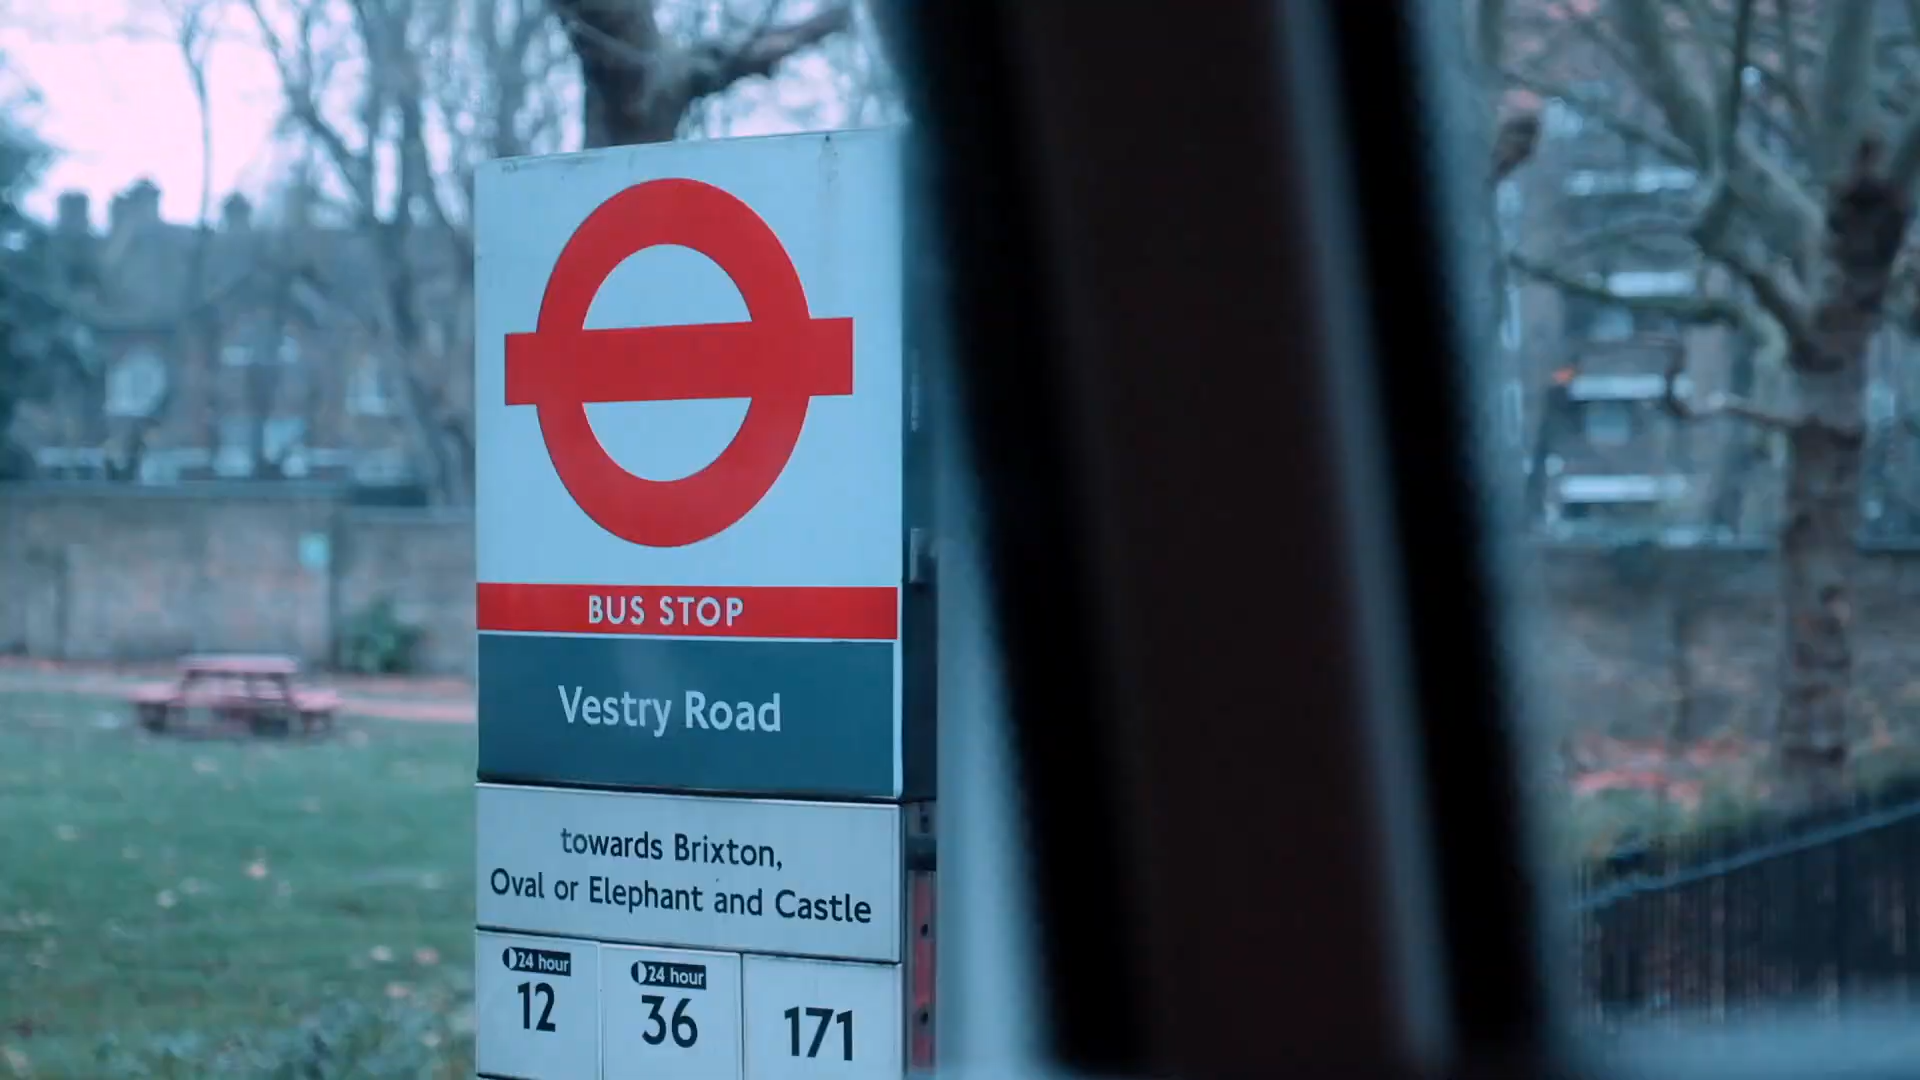 BUS STOP
Vestry Road
towards Brixton,
Oval or Elephant and Castle
24 hour 24 hour
12 36 171